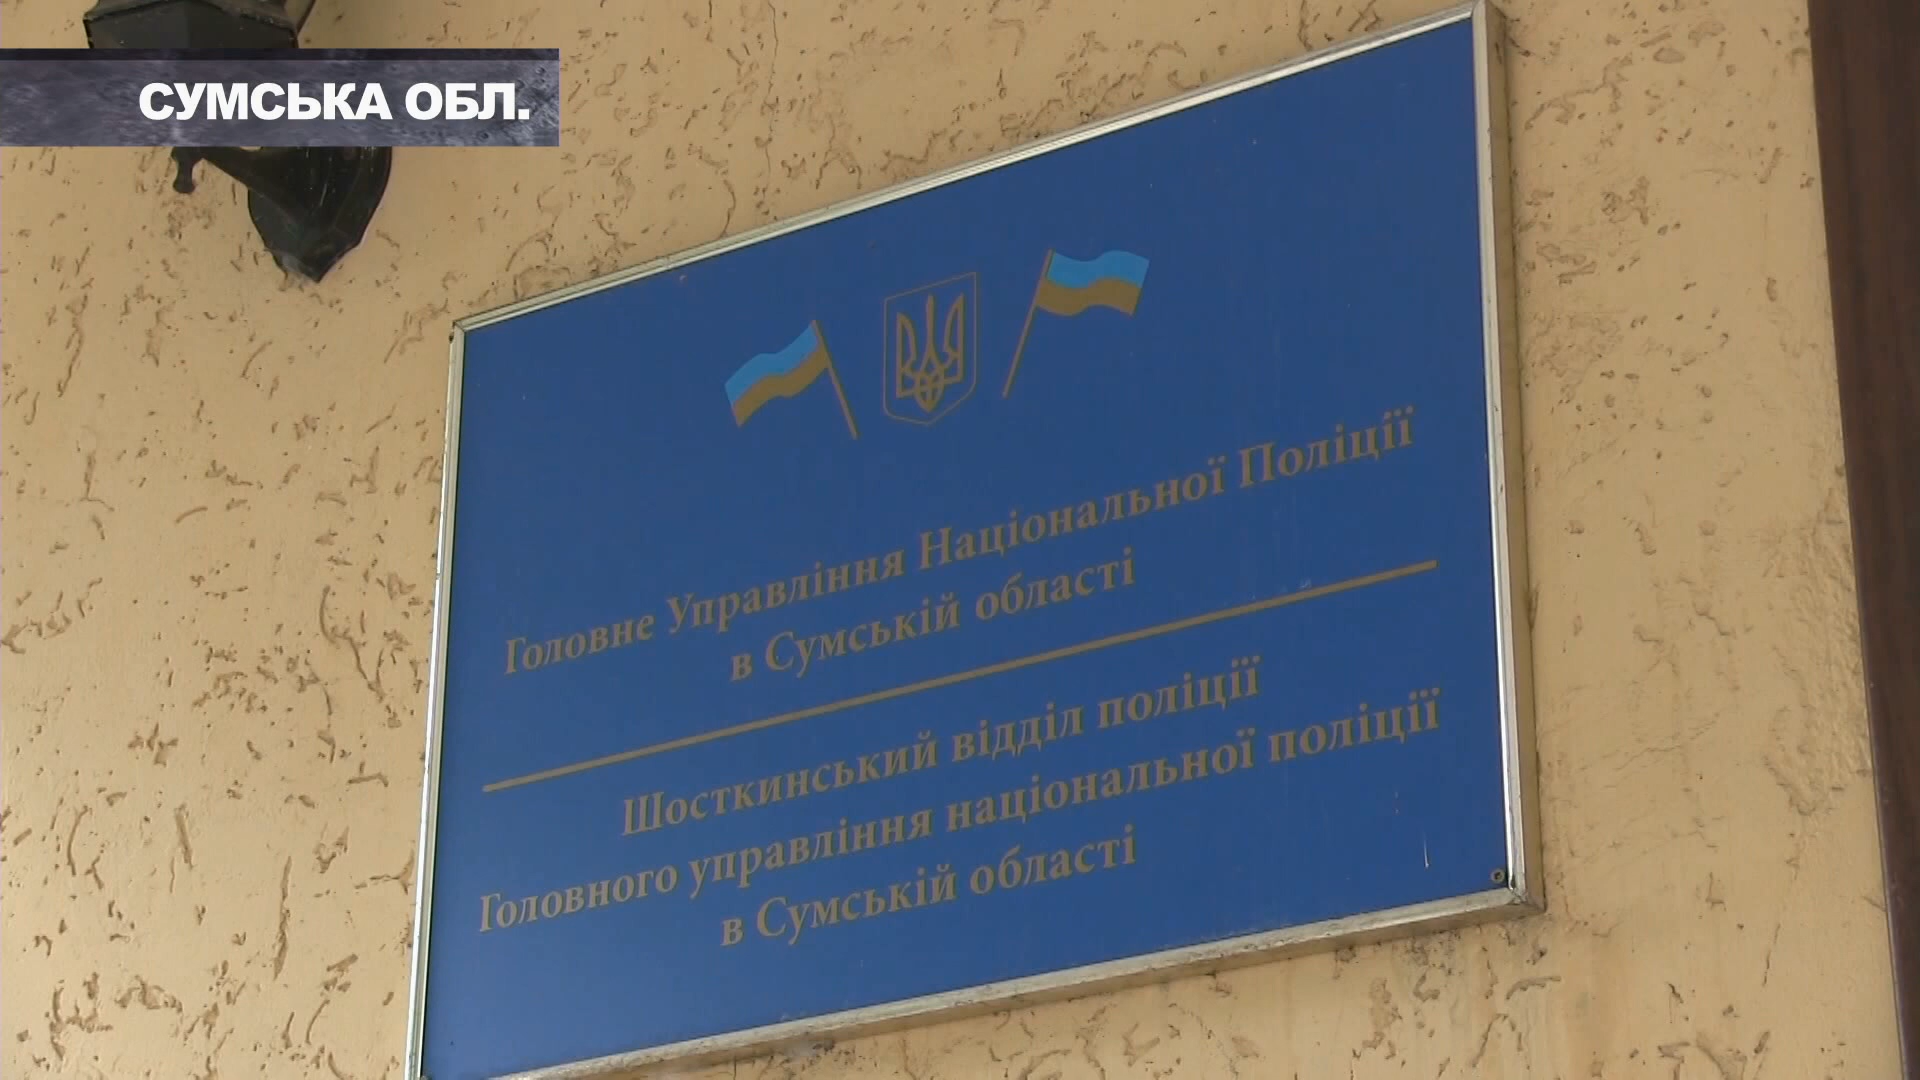 СУМСЬКА ОБЛ.
Головне Управління Національної Поліції
в Сумській області
Шосткинський відділ поліції
Головного управління національної поліції
в Сумській області